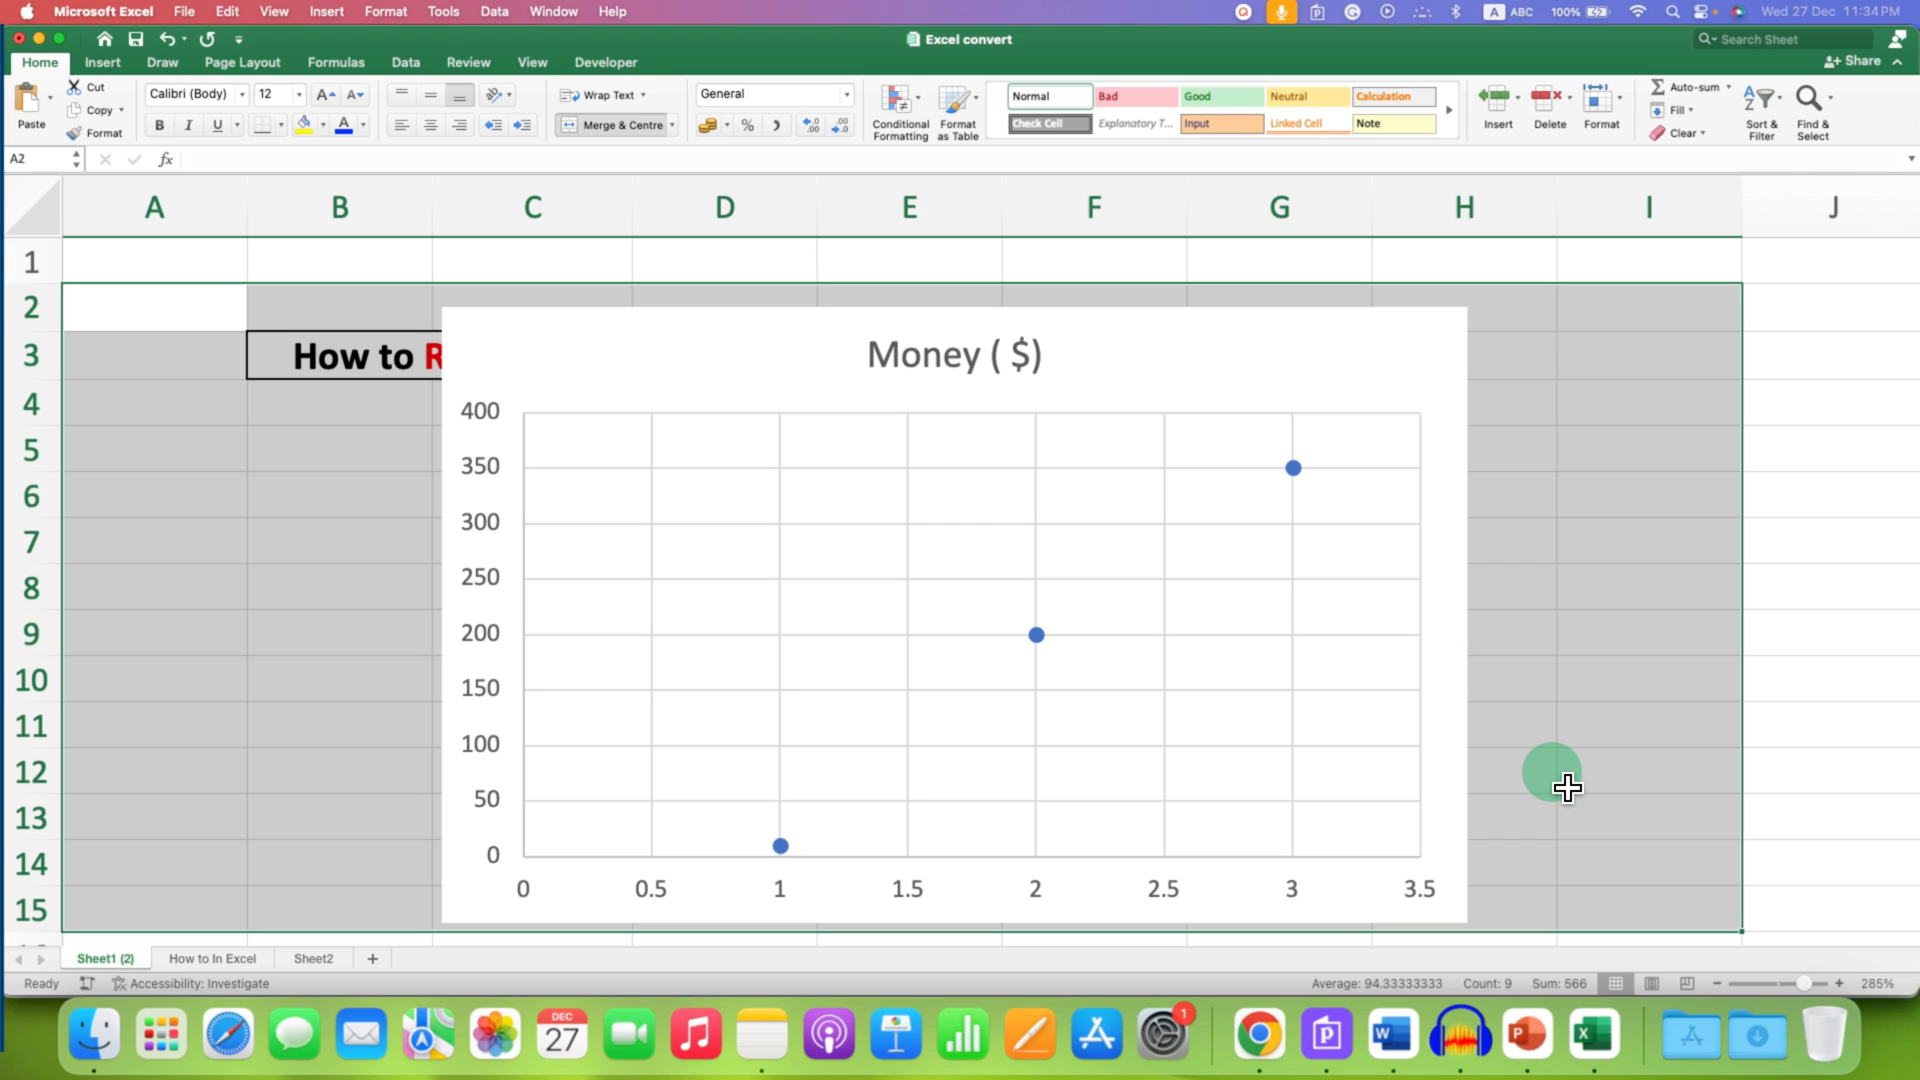 Microsoft Excel File Edit View Insert Format Tools Data Window Help A ABC 100% Wed 27 Dec 11:34 PM
Excel convert Search Sheet
Home Insert Draw Page Layout Formulas Data Review View Developer Share
Paste Cut Copy Format
Calibri (Body) 12 A A
B I U A
Wrap Text
Merge & Centre
General
% .00 .00
Conditional Formatting
Format as Table
Normal Bad Good Neutral Calculation
Check Cell Explanatory T... Input Linked Cell Note
Insert Delete Format
Auto-sum
Fill
Clear
Sort & Filter
Find & Select
A2 fx
A B C D E F G H I J
1
2
3 How to R
4
5
6
7
8
9
10
11
12
13
14
15
Money ( $)
400
350
300
250
200
150
100
50
0
0 0.5 1 1.5 2 2.5 3 3.5
Sheet1 (2) How to In Excel Sheet2 +
Ready Accessibility: Investigate Average: 94.33333333 Count: 9 Sum: 566 285%
DEC
27
1
W P X